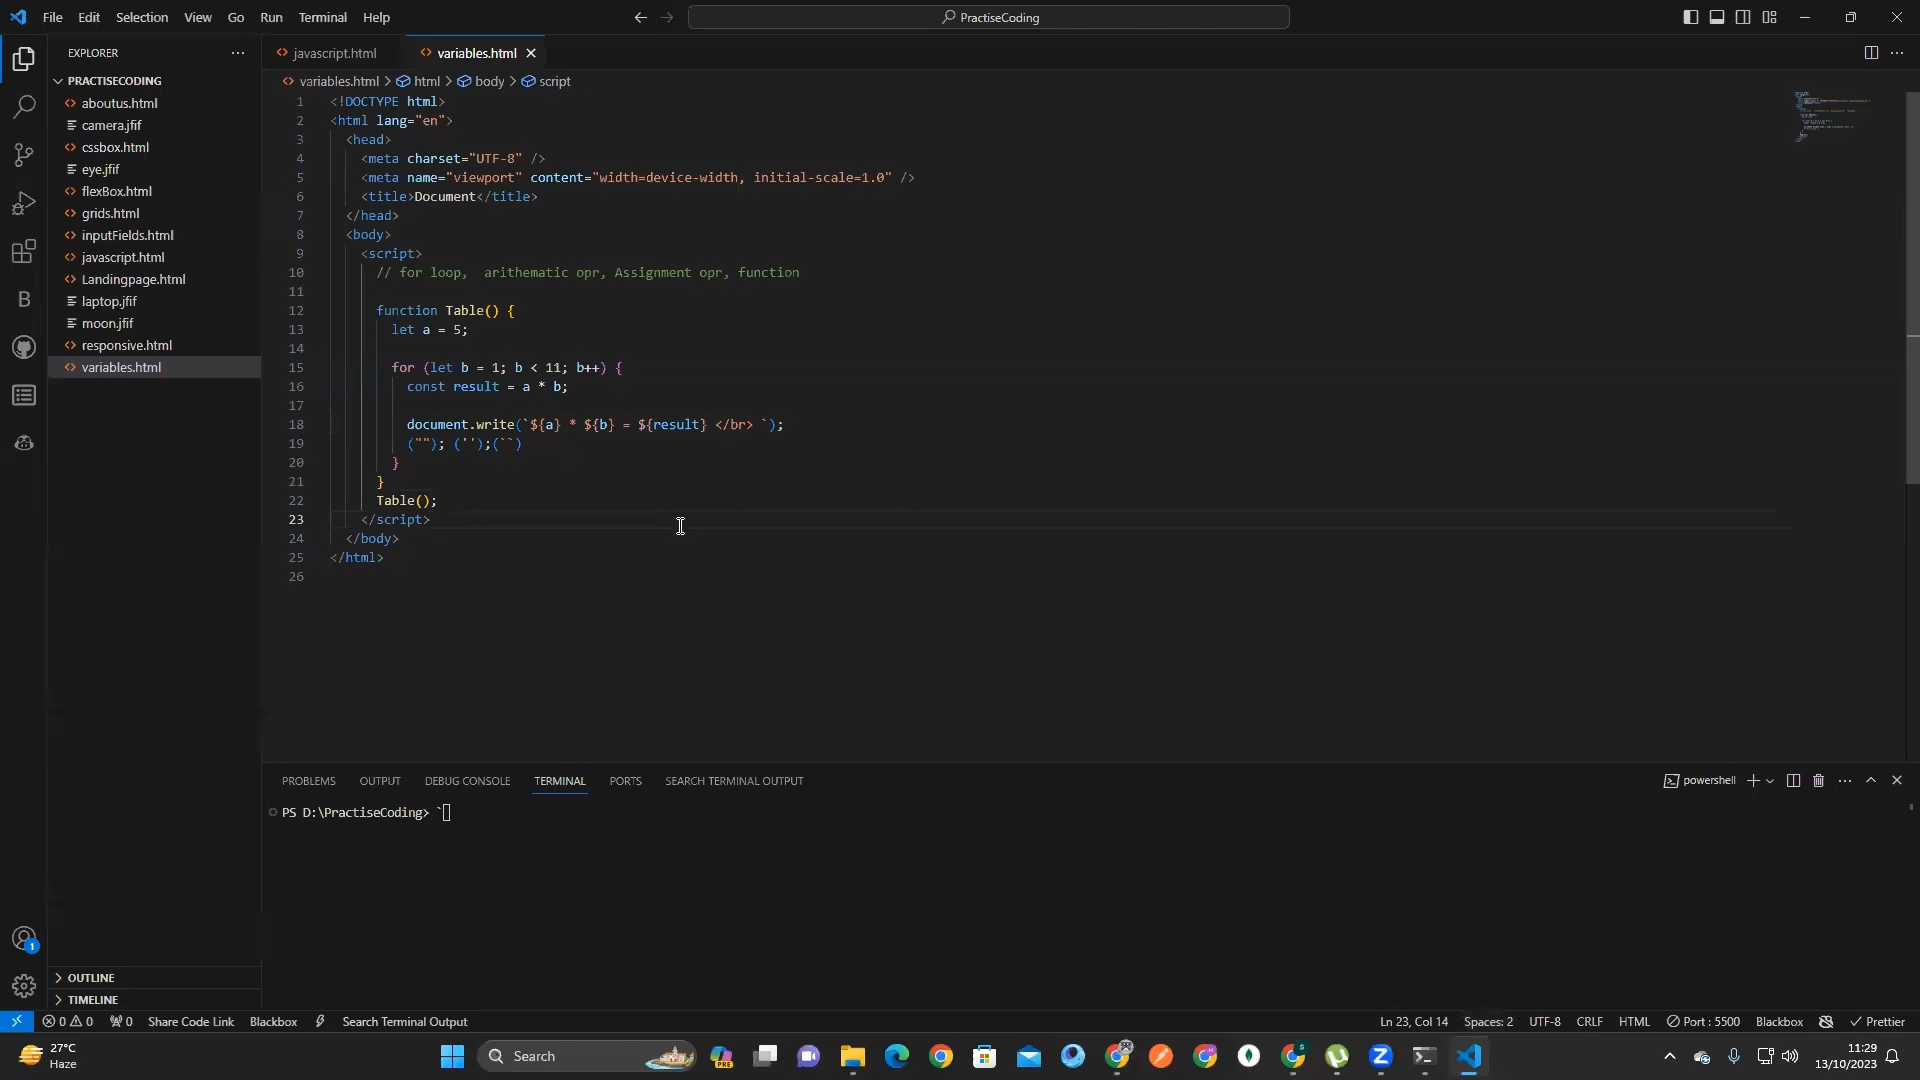 File Edit Selection View Go Run Terminal Help
PractiseCoding
EXPLORER
javascript.html
variables.html
PRACTISECODING
variables.html > html > body > script
aboutus.html
camera.jfif
cssbox.html
eye.jfif
flexBox.html
grids.html
inputFields.html
javascript.html
Landingpage.html
laptop.jfif
moon.jfif
responsive.html
variables.html
B
1 <!DOCTYPE html>
2 <html lang="en">
3 <head>
4 <meta charset="UTF-8" />
5 <meta name="viewport" content="width=device-width, initial-scale=1.0" />
6 <title>Document</title>
7 </head>
8 <body>
9 <script>
10 // for loop,  arithematic opr, Assignment opr, function
11
12 function Table() {
13 let a = 5;
14
15 for (let b = 1; b < 11; b++) {
16 const result = a * b;
17
18 document.write(`${a} * ${b} = ${result} </br> `);
19 (""); ('');(``)
20 }
21 }
22 Table();
23 </script>
24 </body>
25 </html>
26
PROBLEMS OUTPUT DEBUG CONSOLE TERMINAL PORTS SEARCH TERMINAL OUTPUT
powershell
PS D:\PractiseCoding> `
1
OUTLINE
TIMELINE
0 0 0 Share Code Link Blackbox Search Terminal Output
Ln 23, Col 14 Spaces: 2 UTF-8 CRLF HTML Port : 5500 Blackbox Prettier
27°C
Haze
Search
PRE
11:29
13/10/2023